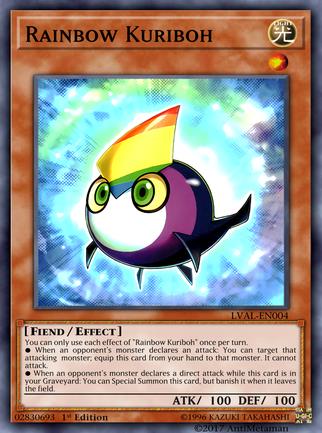 RAINBOW KURIBOH
LIGHT
光
LVAL-EN004
[FIEND / EFFECT]
You can only use each effect of "Rainbow Kuriboh" once per turn.
● When an opponent's monster declares an attack: You can target that
attacking monster; equip this card from your hand to that monster. It cannot
attack.
● When an opponent's monster declares a direct attack while this card is in
your Graveyard: You can Special Summon this card, but banish it when it leaves
the field.
ATK/ 100 DEF/ 100
02830693 1st Edition ©1996 KAZUKI TAKAHASHI
©2017 AntiMetaman